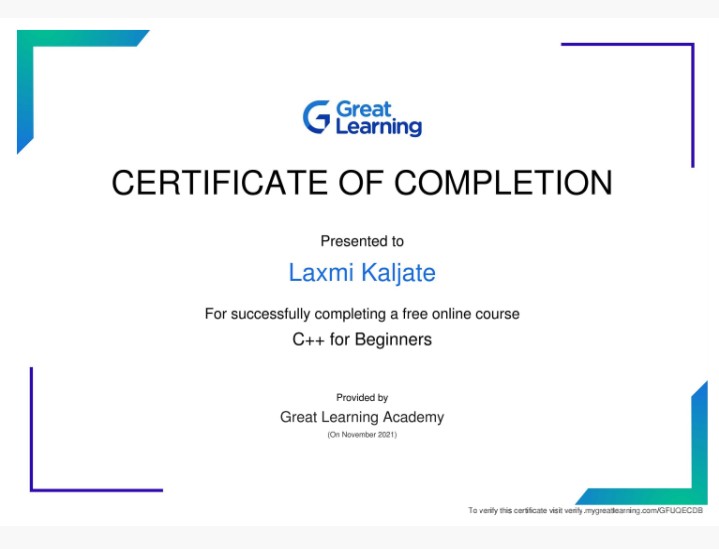 Great
Learning
CERTIFICATE OF COMPLETION
Presented to
Laxmi Kaljate
For successfully completing a free online course
C++ for Beginners
Provided by
Great Learning Academy
(On November 2021)
To verify this certificate visit verify.mygreatlearning.com/GFUQECDB